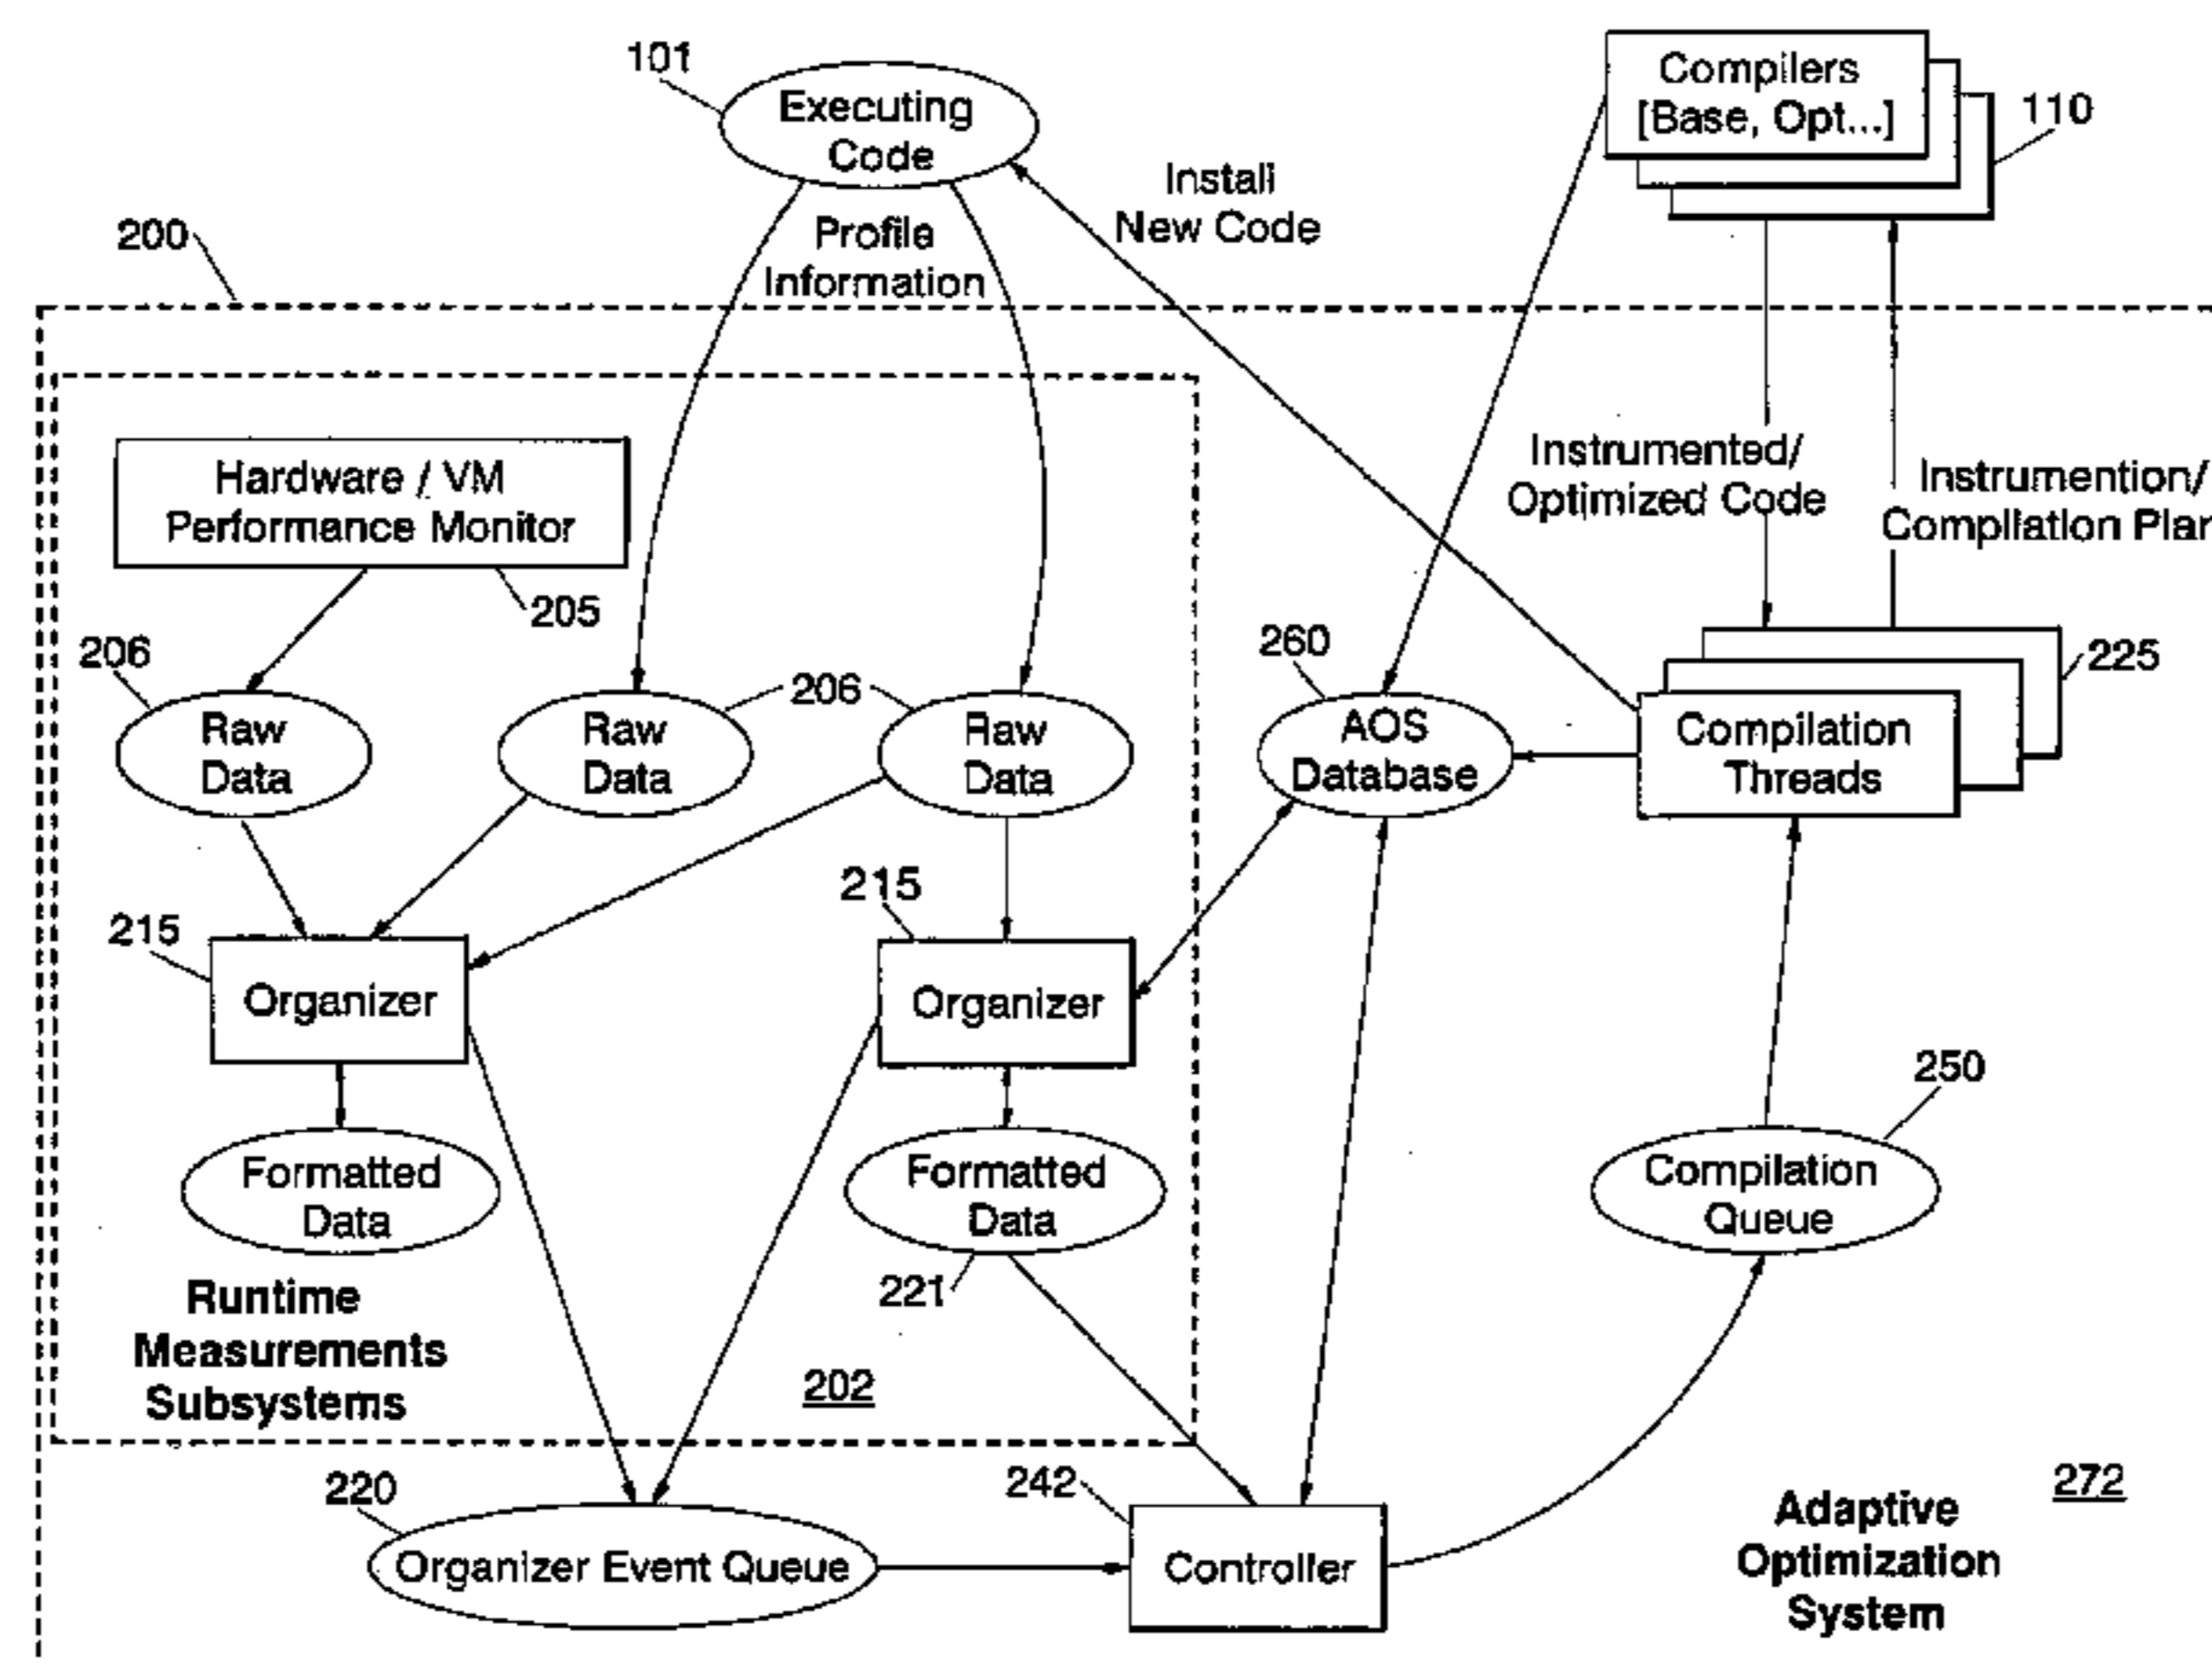 101
Executing
Code
Compilers
[Base, Opt...]
110
Install
New Code
Profile
Information
200
Hardware / VM
Performance Monitor
205
Instrumented/
Optimized Code
Instrumention/
Compilation Plan
206
Raw
Data
Raw
Data
206
Raw
Data
260
AOS
Database
Compilation
Threads
225
215
Organizer
215
Organizer
250
Compilation
Queue
Formatted
Data
Formatted
Data
221
Runtime
Measurements
Subsystems
202
220
Organizer Event Queue
242
Controller
272
Adaptive
Optimization
System